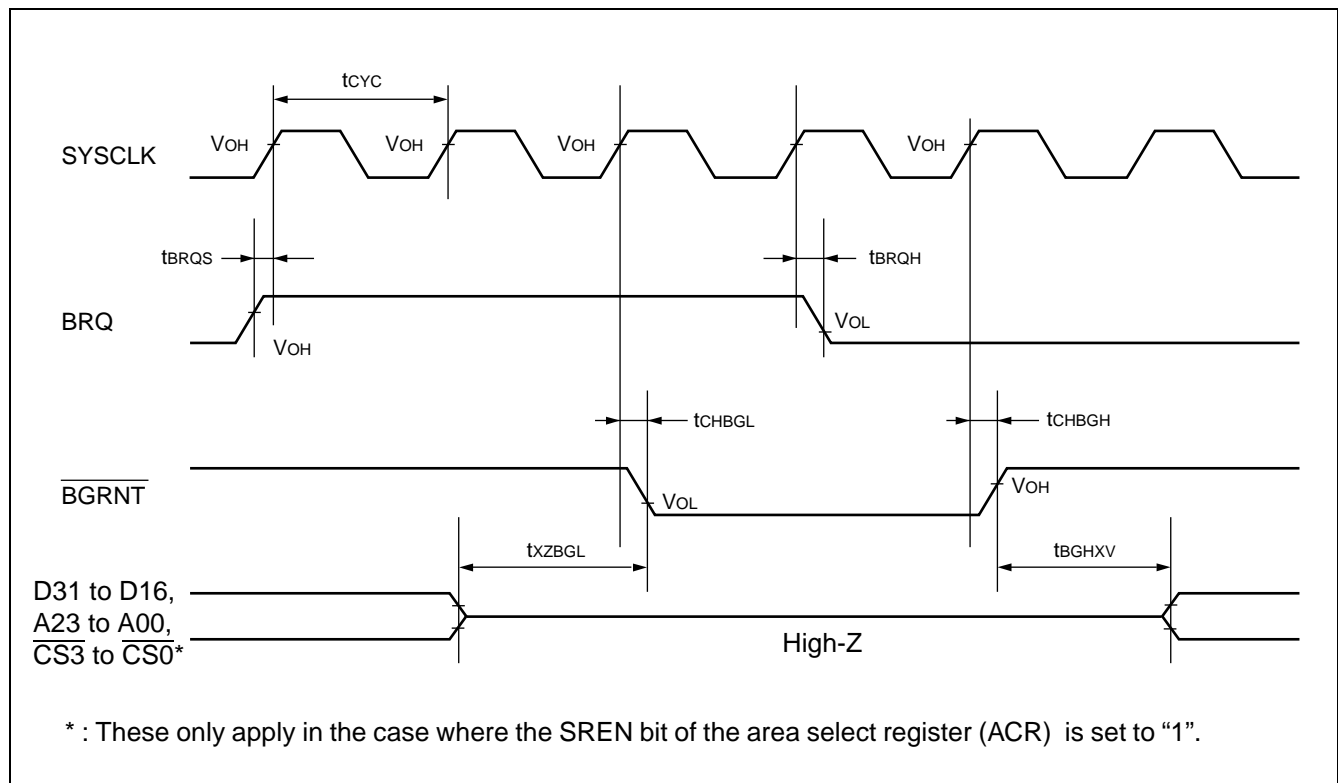 tCYC
VOH VOH VOH VOH
SYSCLK
tBRQS tBRQH
BRQ
VOL
VOH
tCHBGL tCHBGH
BGRNT
VOL VOH
tXZBGL tBGHXV
D31 to D16,
A23 to A00,
CS3 to CS0*
High-Z
* : These only apply in the case where the SREN bit of the area select register (ACR) is set to “1”.